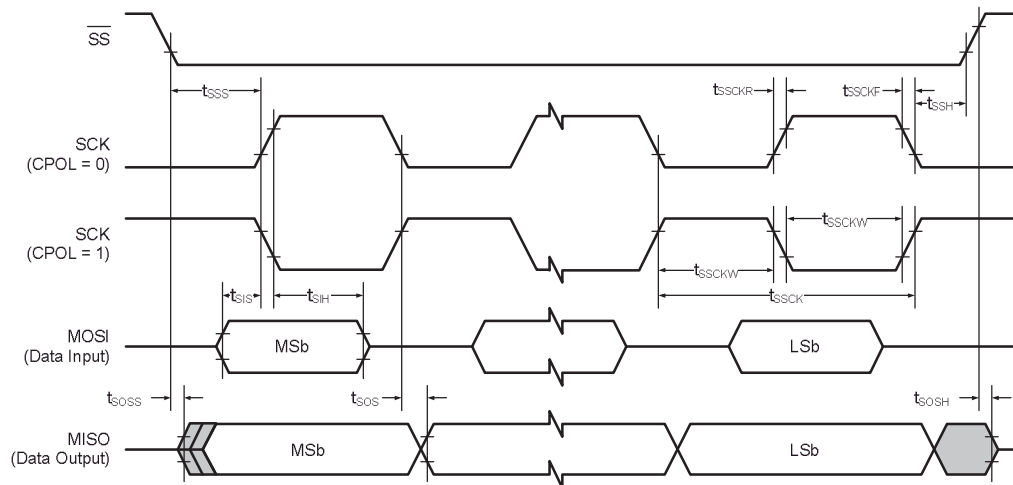 SS
tSSS
tSSCKR
tSSCKF
tSSH
SCK
(CPOL = 0)
SCK
(CPOL = 1)
tSSCKW
tSSCKW
tSSCK
tSIS
tSIH
MOSI
(Data Input)
MSb
LSb
tSOSS
tSOS
tSOSH
MISO
(Data Output)
MSb
LSb